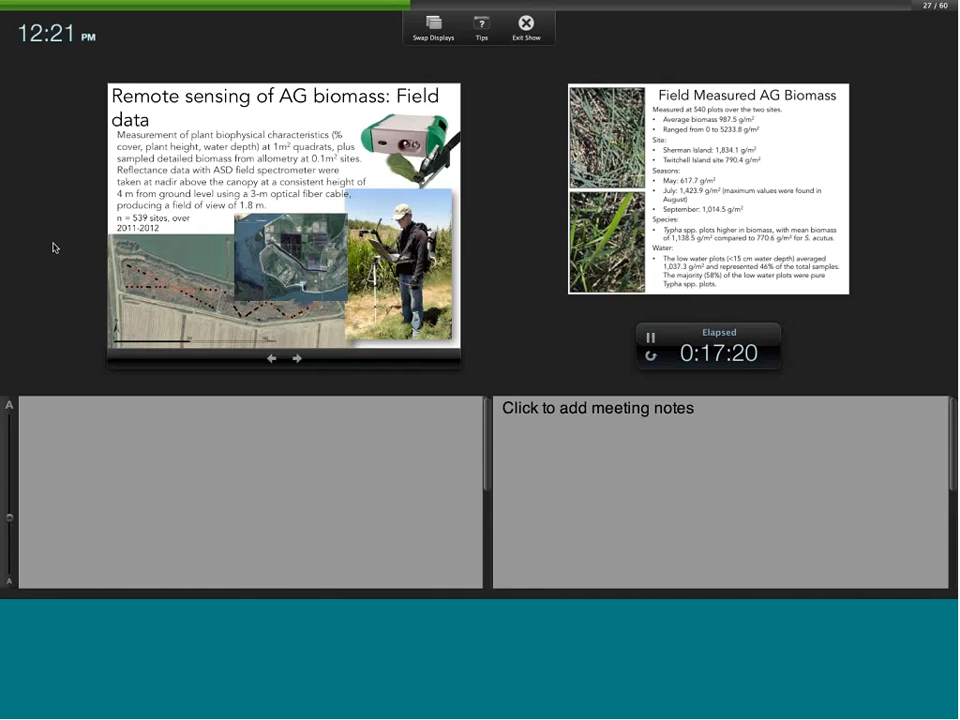 27 / 60
12:21 PM
Swap Displays
Tips
Exit Show
Remote sensing of AG biomass: Field
data
Measurement of plant biophysical characteristics (%
cover, plant height, water depth) at 1m² quadrats, plus
sampled detailed biomass from allometry at 0.1m² sites.
Reflectance data with ASD field spectrometer were
taken at nadir above the canopy at a consistent height of
4 m from ground level using a 3-m optical fiber cable,
producing a field of view of 1.8 m.
n = 539 sites, over
2011-2012
Field Measured AG Biomass
Measured at 540 plots over the two sites.
• Average biomass 987.5 g/m²
• Ranged from 0 to 5233.8 g/m²
Site:
• Sherman Island: 1,834.1 g/m²
• Twitchell Island site 790.4 g/m²
Seasons:
• May: 617.7 g/m²
• July: 1,423.9 g/m² (maximum values were found in
August)
• September: 1,014.5 g/m²
Species:
• Typha spp. plots higher in biomass, with mean biomass
of 1,138.5 g/m² compared to 770.6 g/m² for S. acutus.
Water:
• The low water plots (<15 cm water depth) averaged
1,037.3 g/m² and represented 46% of the total samples.
The majority (58%) of the low water plots were pure
Typha spp. plots.
Elapsed
0:17:20
A
Click to add meeting notes
A